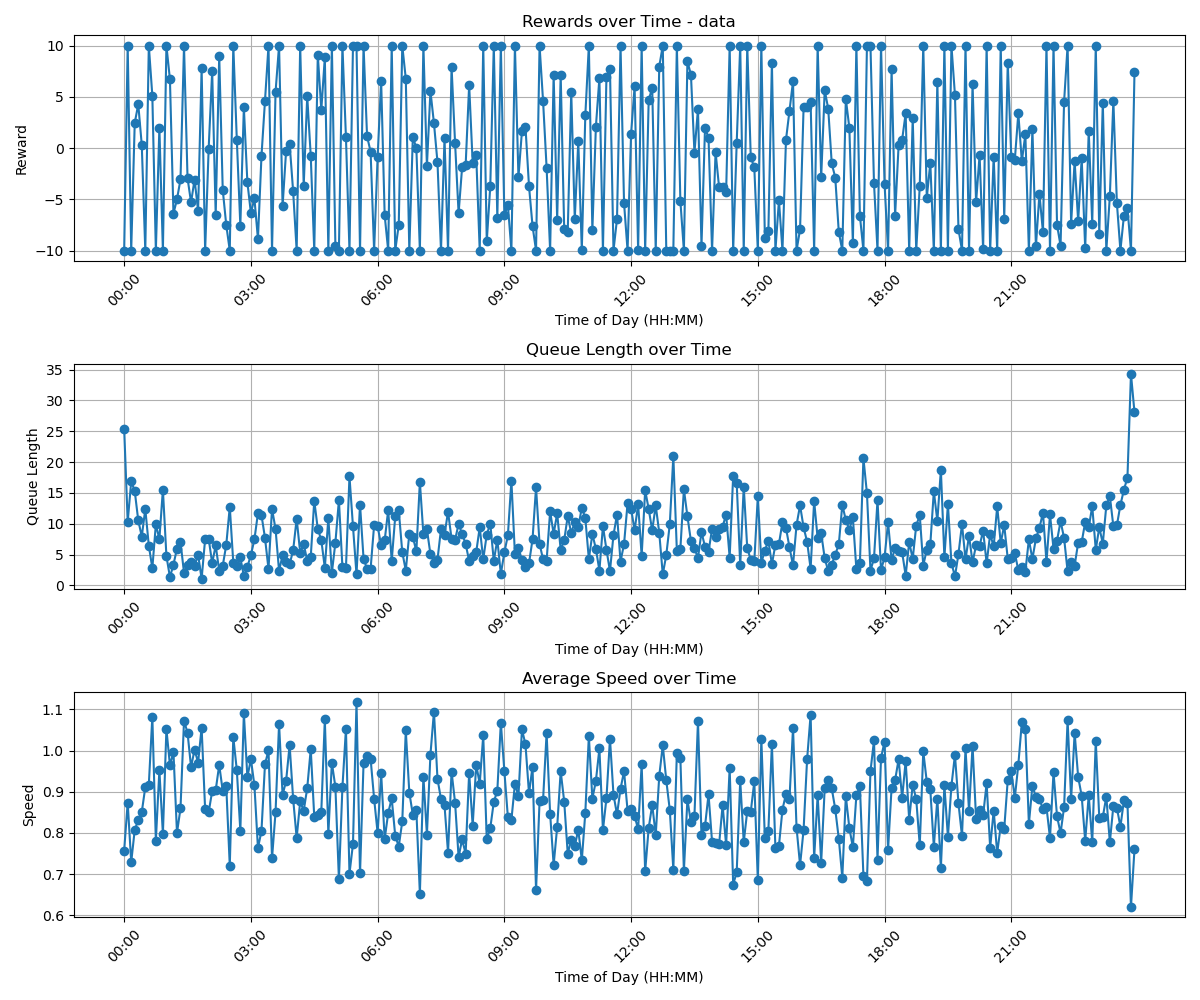 Rewards over Time - data
10
5
0
−5
−10
Reward
00:00 03:00 06:00 09:00 12:00 15:00 18:00 21:00
Time of Day (HH:MM)
Queue Length over Time
35
30
25
20
15
10
5
0
Queue Length
00:00 03:00 06:00 09:00 12:00 15:00 18:00 21:00
Time of Day (HH:MM)
Average Speed over Time
1.1
1.0
0.9
0.8
0.7
0.6
Speed
00:00 03:00 06:00 09:00 12:00 15:00 18:00 21:00
Time of Day (HH:MM)